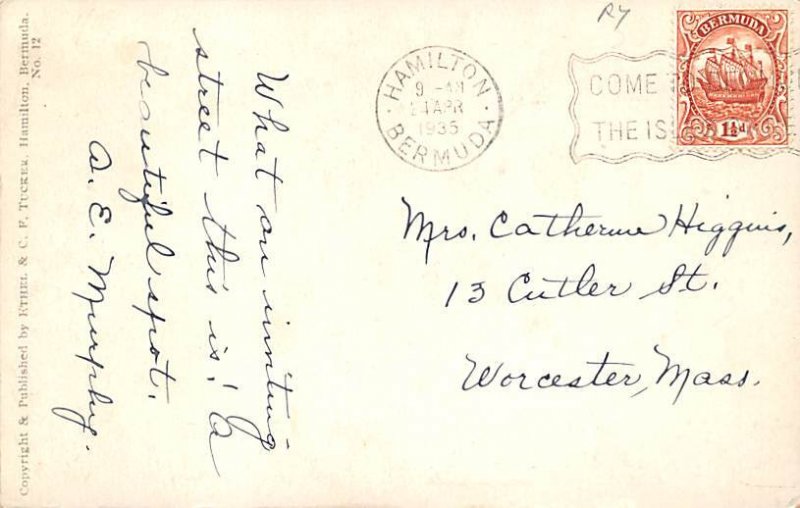 Copyright & Published by ETHEL & C. F. TUCKER, Hamilton, Bermuda.
No. 12
What an inviting
street this is! A
beautiful spot.
A. E. Murphy.
RY
HAMILTON
9 - AM
24 APR
1935
BERMUDA
COME T
THE IS
BERMUDA
1½d
Mrs. Catherine Higgins,
13 Cutler St.
Worcester, Mass.